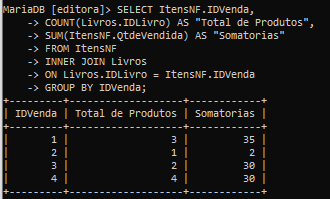 MariaDB [editora]> SELECT ItensNF.IDVenda,
-> COUNT(Livros.IDLivro) AS "Total de Produtos",
-> SUM(ItensNF.QtdeVendida) AS "Somatorias"
-> FROM ItensNF
-> INNER JOIN Livros
-> ON Livros.IDLivro = ItensNF.IDLivro
-> GROUP BY IDVenda;
+---------+-------------------+------------+
| IDVenda | Total de Produtos | Somatorias |
+---------+-------------------+------------+
| 1 | 3 | 35 |
| 2 | 1 | 2 |
| 3 | 2 | 30 |
| 4 | 4 | 30 |
+---------+-------------------+------------+